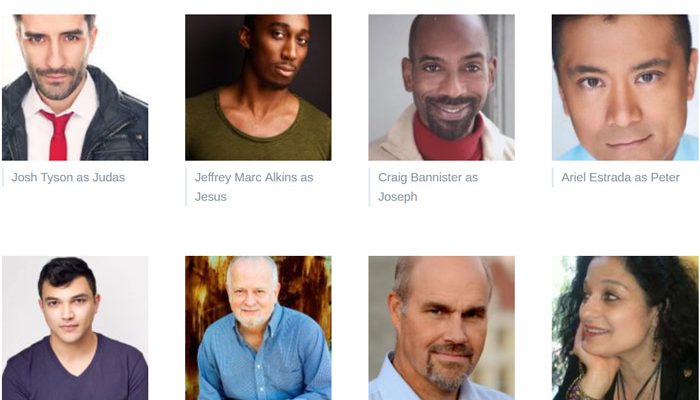 Josh Tyson as Judas
Jeffrey Marc Alkins as
Jesus
Craig Bannister as
Joseph
Ariel Estrada as Peter